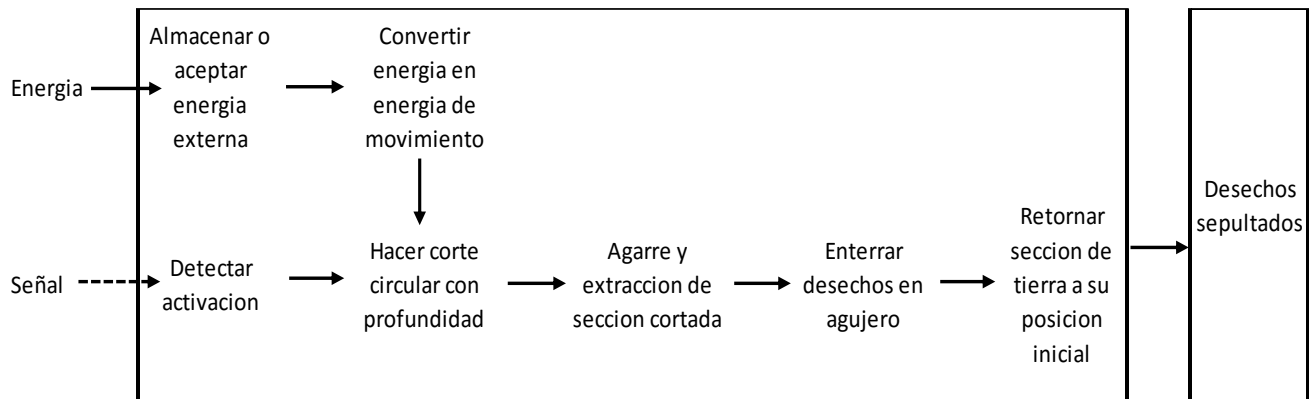 Energia
Almacenar o
aceptar
energia
externa
Convertir
energia en
energia de
movimiento
Señal
Detectar
activacion
Hacer corte
circular con
profundidad
Agarre y
extraccion de
seccion cortada
Enterrar
desechos en
agujero
Retornar
seccion de
tierra a su
posicion
inicial
Desechos
sepultados